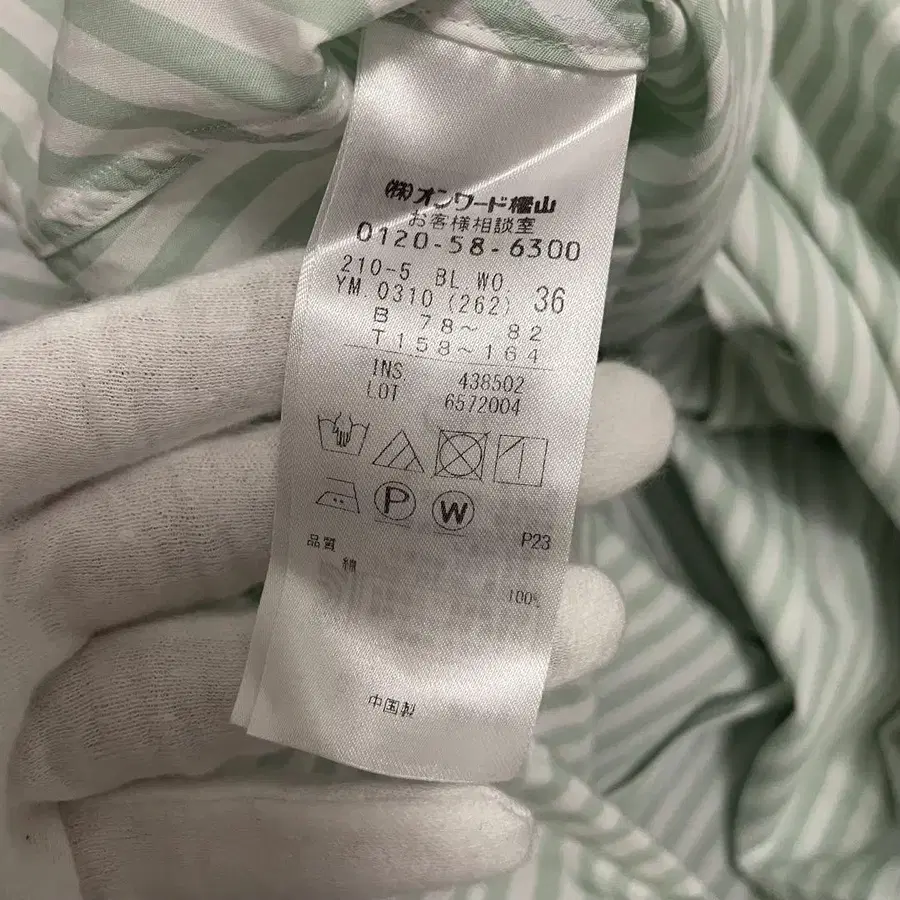 ㈱オンワード樫山
お客様相談室
0120-58-6300
210-5 BL.WO. 36
YM.0310 (262)
B 78～ 82
T158～164
INS 438502
LOT 6572004
P W
P23
品質
綿 100%
中国製